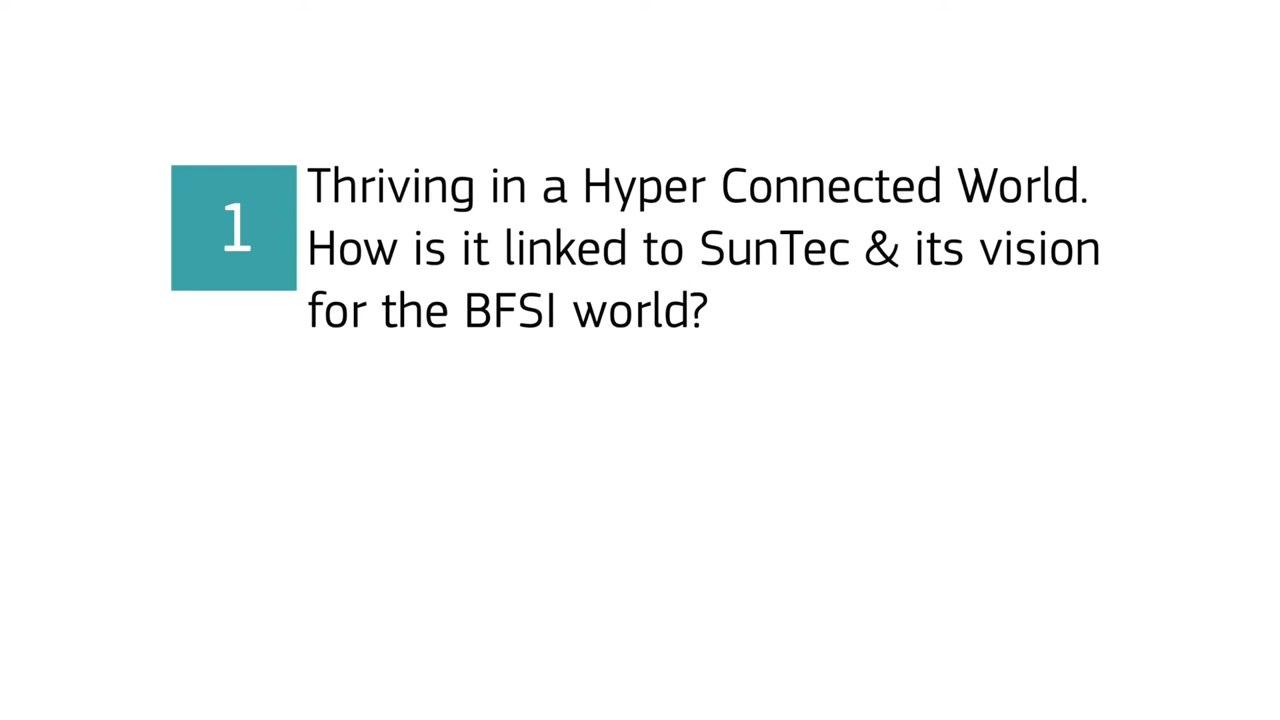 1
Thriving in a Hyper Connected World.
How is it linked to SunTec & its vision
for the BFSI world?